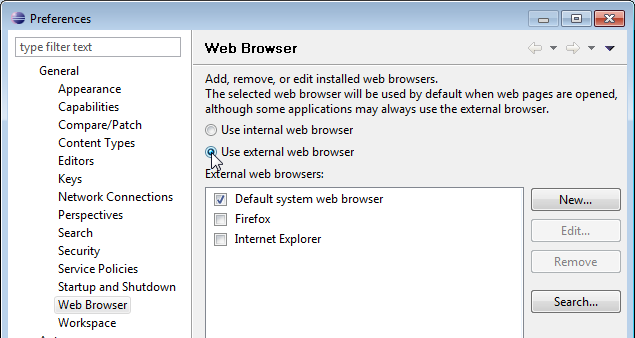 Preferences
type filter text
General
Appearance
Capabilities
Compare/Patch
Content Types
Editors
Keys
Network Connections
Perspectives
Search
Security
Service Policies
Startup and Shutdown
Web Browser
Workspace
Web Browser
Add, remove, or edit installed web browsers.
The selected web browser will be used by default when web pages are opened,
although some applications may always use the external browser.
Use internal web browser
Use external web browser
External web browsers:
Default system web browser
Firefox
Internet Explorer
New...
Edit...
Remove
Search...